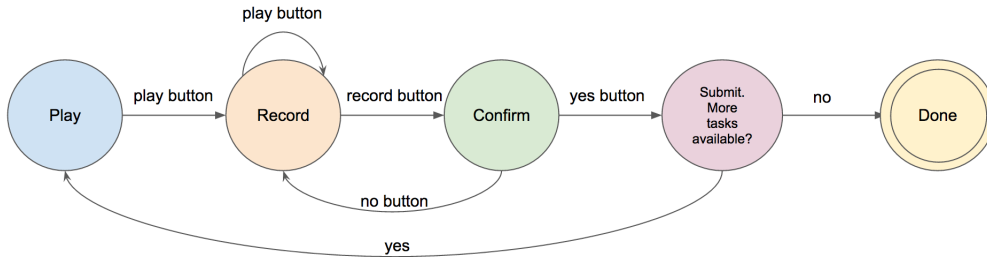 play button
play button
record button
yes button
no
Play
Record
Confirm
Submit.
More
tasks
available?
Done
no button
yes